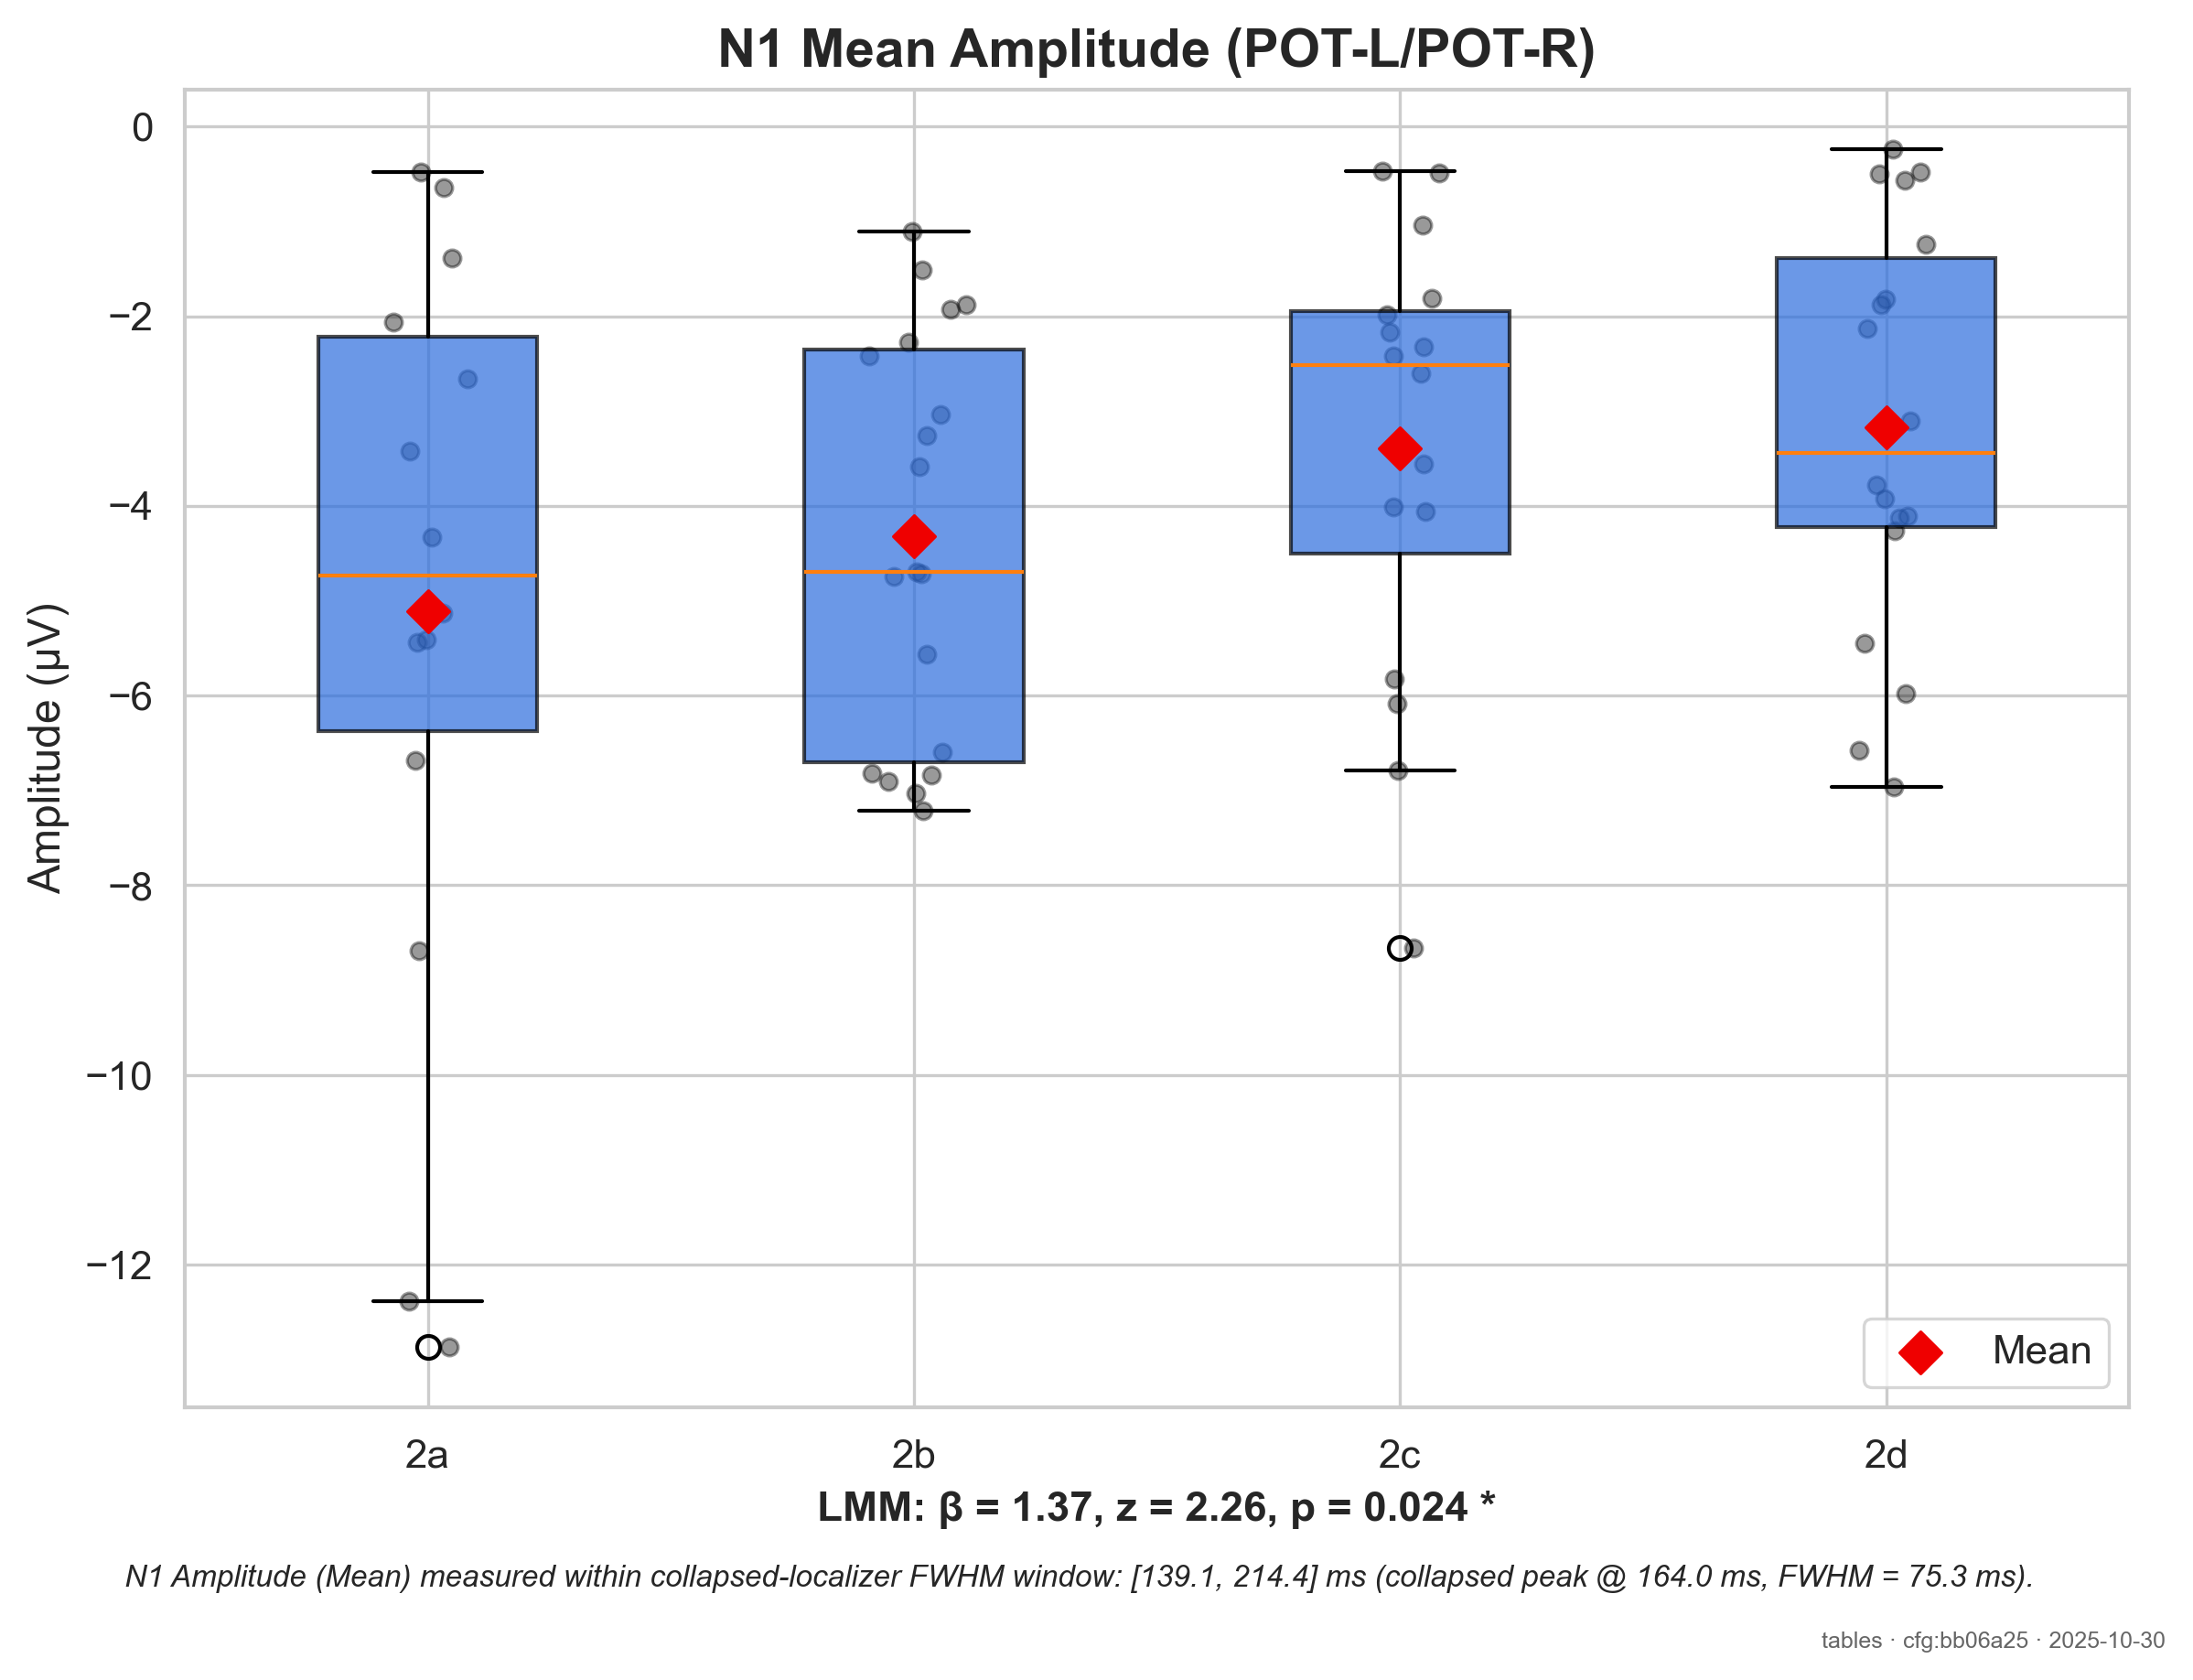 N1 Mean Amplitude (POT-L/POT-R)
Amplitude (µV)
0
−2
−4
−6
−8
−10
−12
Mean
2a 2b 2c 2d
LMM: β = 1.37, z = 2.26, p = 0.024 *
N1 Amplitude (Mean) measured within collapsed-localizer FWHM window: [139.1, 214.4] ms (collapsed peak @ 164.0 ms, FWHM = 75.3 ms).
tables · cfg:bb06a25 · 2025-10-30